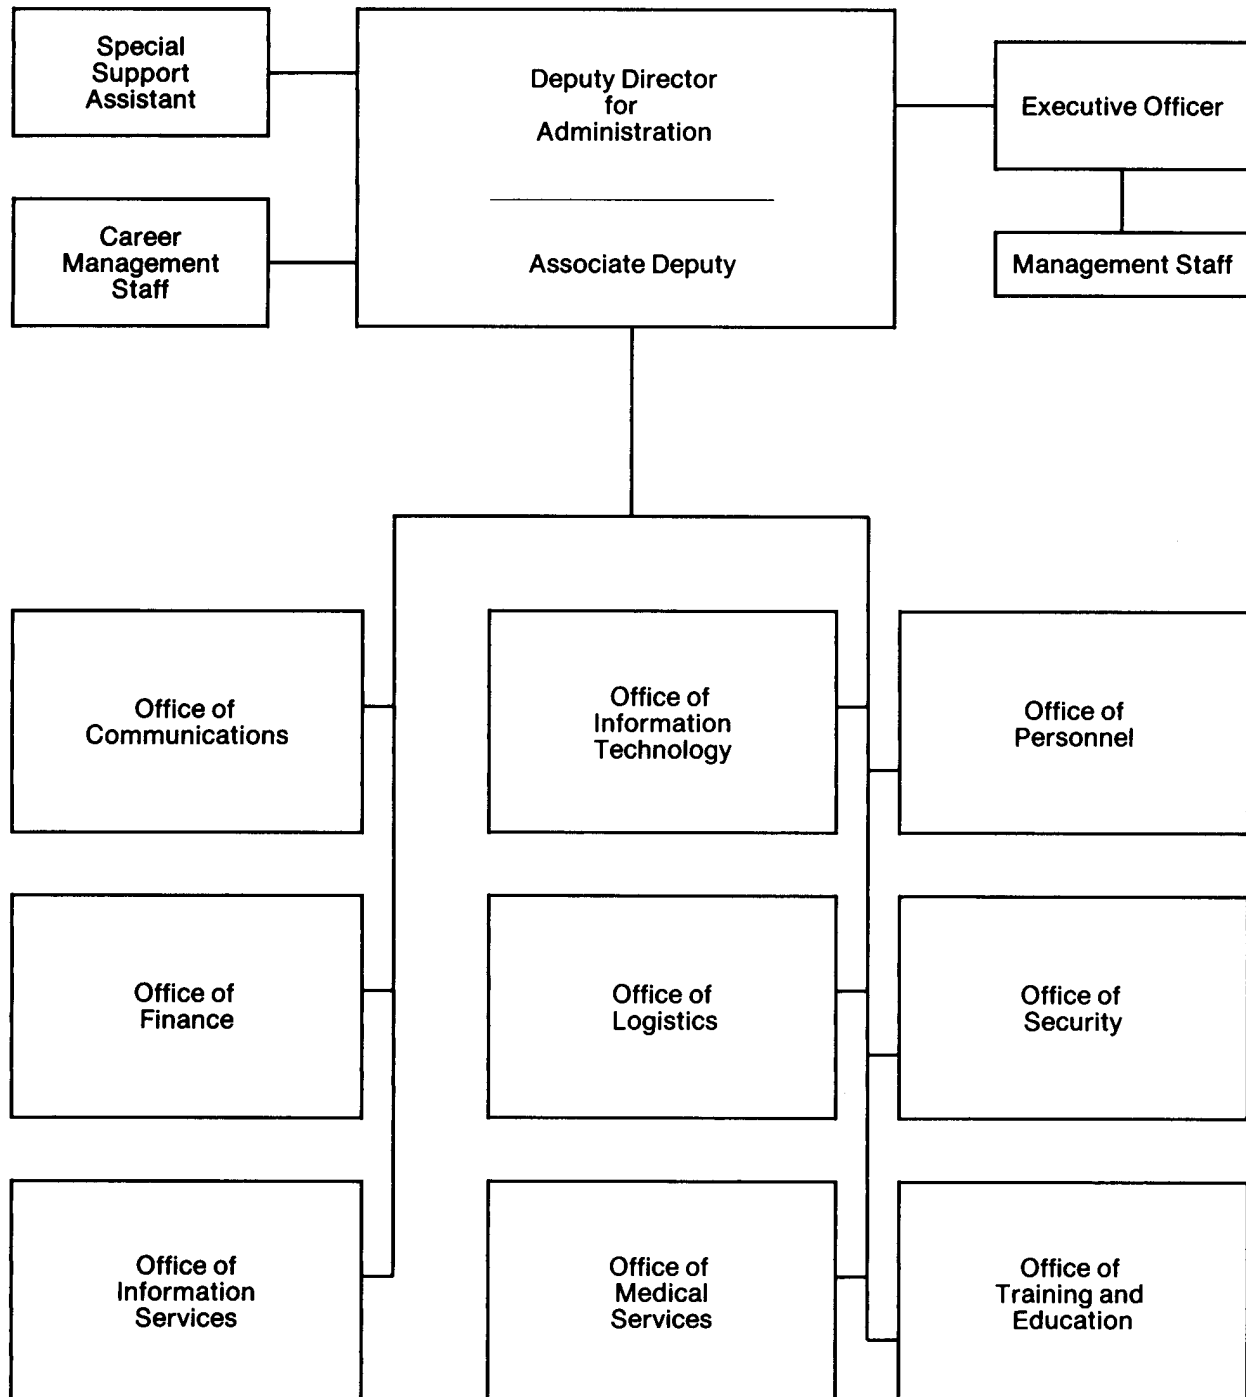 Special
Support
Assistant
Deputy Director
for
Administration
Executive Officer
Career
Management
Staff
Associate Deputy
Management Staff
Office of
Communications
Office of
Information
Technology
Office of
Personnel
Office of
Finance
Office of
Logistics
Office of
Security
Office of
Information
Services
Office of
Medical
Services
Office of
Training and
Education